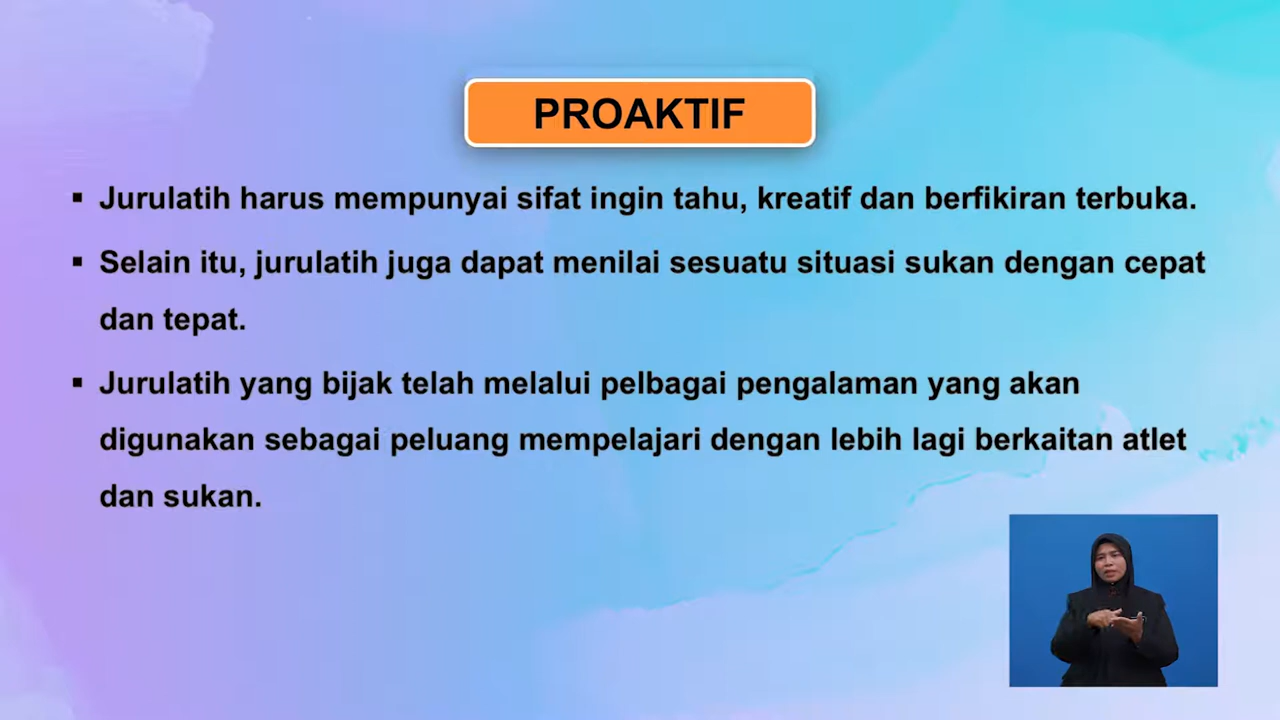 PROAKTIF
▪ Jurulatih harus mempunyai sifat ingin tahu, kreatif dan berfikiran terbuka.
▪ Selain itu, jurulatih juga dapat menilai sesuatu situasi sukan dengan cepat
dan tepat.
▪ Jurulatih yang bijak telah melalui pelbagai pengalaman yang akan
digunakan sebagai peluang mempelajari dengan lebih lagi berkaitan atlet
dan sukan.